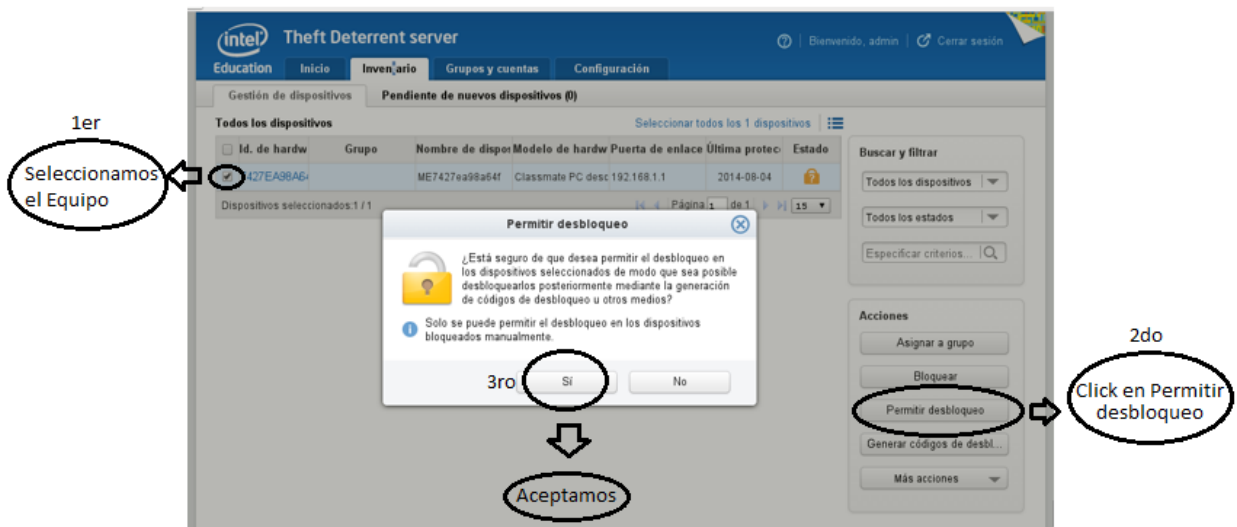 intel Theft Deterrent server
Bienvenido, admin | Cerrar sesión
Education Inicio Inventario Grupos y cuentas Configuración
Gestión de dispositivos Pendiente de nuevos dispositivos (0)
Todos los dispositivos Seleccionar todos los 1 dispositivos
Id. de hardw Grupo Nombre de dispo Modelo de hardw Puerta de enlace Última protec Estado
ME7427ea98a64f Classmate PC desc 192.168.1.1 2014-08-04
Dispositivos seleccionados:1 / 1 Página 1 de 1 15
1er
Seleccionamos
el Equipo
Buscar y filtrar
Todos los dispositivos
Todos los estados
Especificar criterios...
Permitir desbloqueo
¿Está seguro de que desea permitir el desbloqueo en
los dispositivos seleccionados de modo que sea posible
desbloquearlos posteriormente mediante la generación
de códigos de desbloqueo u otros medios?
Solo se puede permitir el desbloqueo en los dispositivos
bloqueados manualmente.
3ro Sí No
Aceptamos
Acciones
Asignar a grupo
Bloquear
Permitir desbloqueo
Generar códigos de desbl...
Más acciones
2do
Click en Permitir
desbloqueo